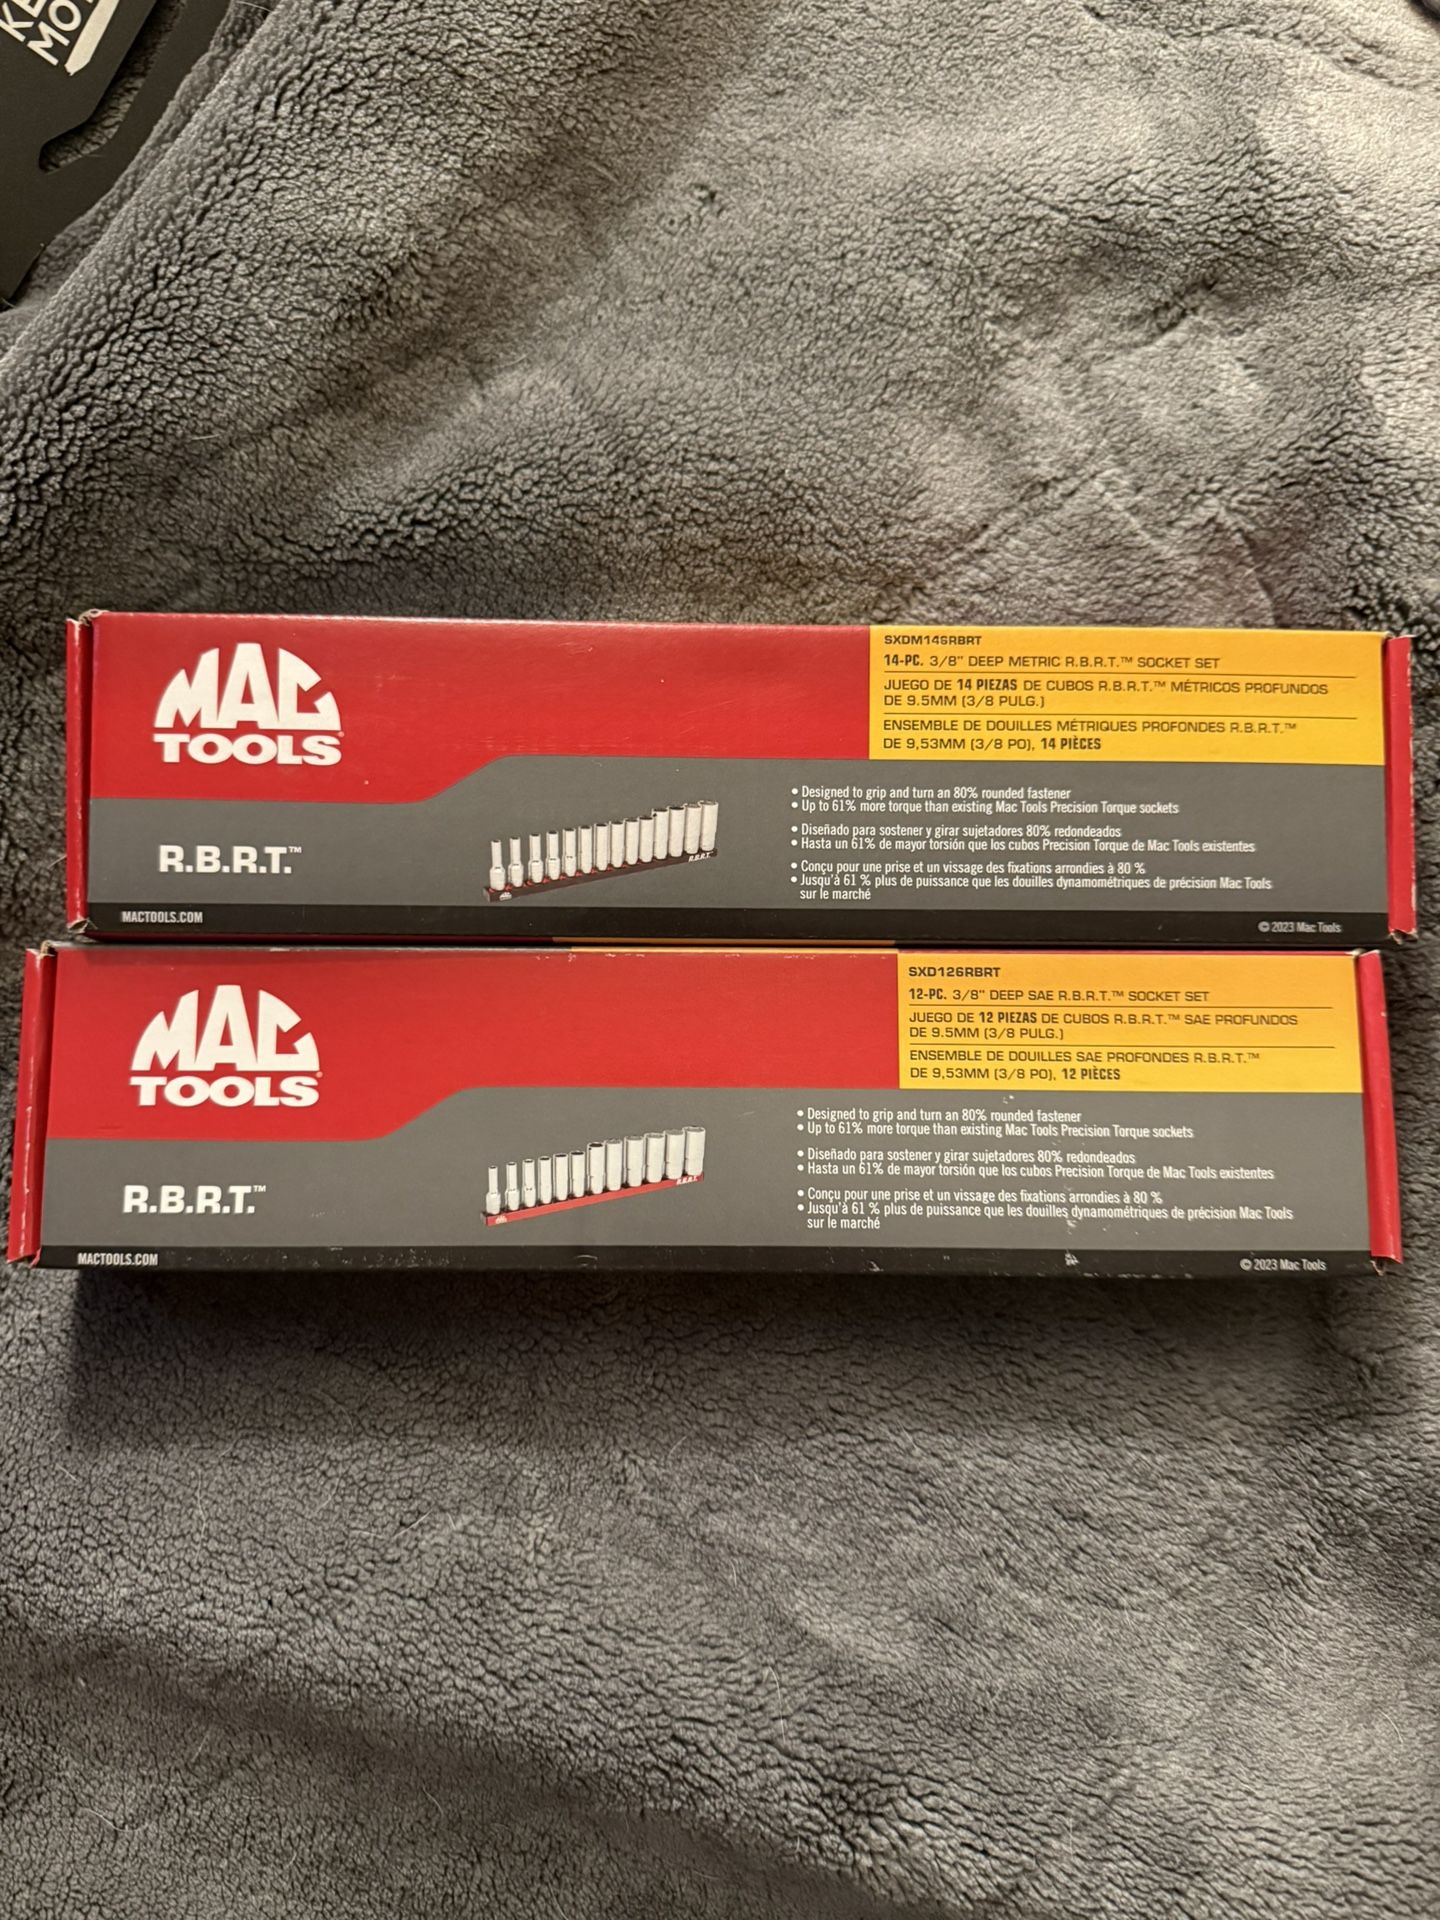 MAC
TOOLS
R.B.R.T.™
MACTOOLS.COM
SXDM146RBRT
14-PC. 3/8" DEEP METRIC R.B.R.T.™ SOCKET SET
JUEGO DE 14 PIEZAS DE CUBOS R.B.R.T.™ MÉTRICOS PROFUNDOS
DE 9.5MM (3/8 PULG.)
ENSEMBLE DE DOUILLES MÉTRIQUES PROFONDES R.B.R.T.™
DE 9,53MM (3/8 PO), 14 PIÈCES
• Designed to grip and turn an 80% rounded fastener
• Up to 61% more torque than existing Mac Tools Precision Torque sockets
• Diseñado para sostener y girar sujetadores 80% redondeados
• Hasta un 61% de mayor torsión que los cubos Precision Torque de Mac Tools existentes
• Conçu pour une prise et un vissage des fixations arrondies à 80 %
• Jusqu'à 61 % plus de puissance que les douilles dynamométriques de précision Mac Tools
sur le marché
R.B.R.T.
© 2023 Mac Tools
MAC
TOOLS
R.B.R.T.™
MACTOOLS.COM
SXD126RBRT
12-PC. 3/8" DEEP SAE R.B.R.T.™ SOCKET SET
JUEGO DE 12 PIEZAS DE CUBOS R.B.R.T.™ SAE PROFUNDOS
DE 9.5MM (3/8 PULG.)
ENSEMBLE DE DOUILLES SAE PROFONDES R.B.R.T.™
DE 9,53MM (3/8 PO), 12 PIÈCES
• Designed to grip and turn an 80% rounded fastener
• Up to 61% more torque than existing Mac Tools Precision Torque sockets
• Diseñado para sostener y girar sujetadores 80% redondeados
• Hasta un 61% de mayor torsión que los cubos Precision Torque de Mac Tools existentes
• Conçu pour une prise et un vissage des fixations arrondies à 80 %
• Jusqu'à 61 % plus de puissance que les douilles dynamométriques de précision Mac Tools
sur le marché
R.B.R.T.
© 2023 Mac Tools